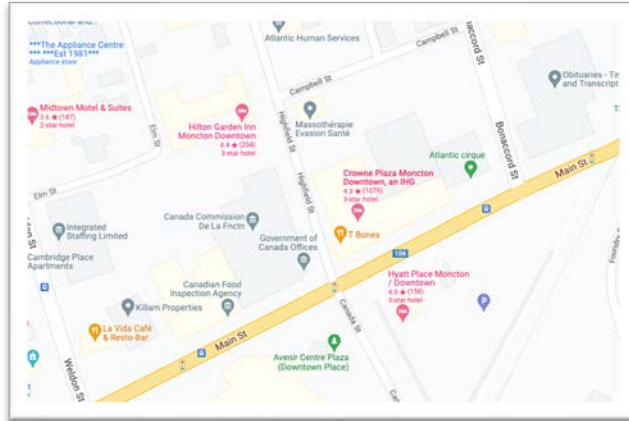 Correctional and...
***The Appliance Centre
*** ***Est 1981***
Appliance store
Atlantic Human Services
Campbell St
Bonaccord St
Obituaries - Tim
and Transcript
Midtown Motel & Suites
3.6 ★ (187)
2-star hotel
Elm St
Hilton Garden Inn
Moncton Downtown
4.4 ★ (204)
3-star hotel
Highfield St
Campbell St
Massothérapie
Evasion Santé
Bonaccord St
Atlantic cirque
Main St
Crowne Plaza Moncton
Downtown, an IHG
4.3 ★ (1076)
3-star hotel
Highfield St
Elm St
Integrated
Staffing Limited
Canada Commission
De La Fnctn
T Bones
Government of
Canada Offices
106
Cambridge Place
Apartments
Canadian Food
Inspection Agency
Hyatt Place Moncton
/ Downtown
4.3 ★ (156)
3-star hotel
P
Killam Properties
Canada St
La Vida Café
& Resto-Bar
Main St
Avenir Centre Plaza
(Downtown Place)
Weldon St